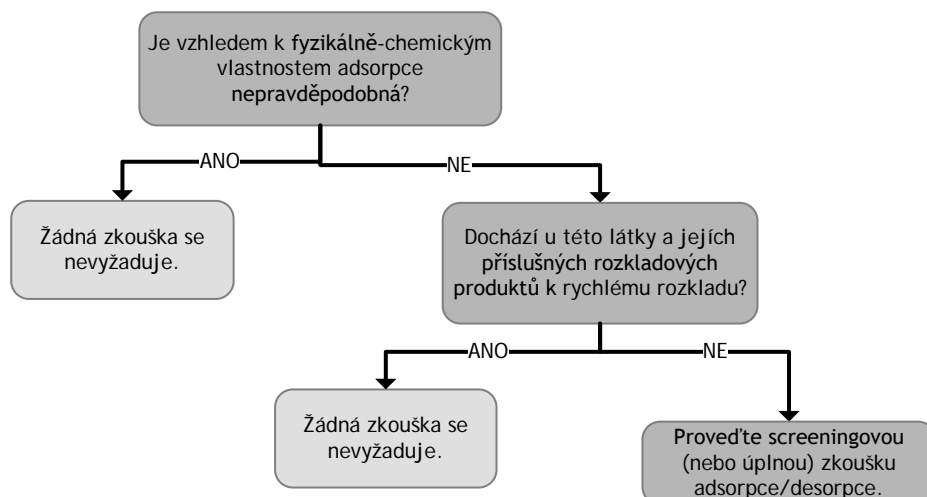 Je vzhledem k fyzikálně-chemickým
vlastnostem adsorpce
nepravděpodobná?
ANO
NE
Žádná zkouška se
nevyžaduje.
Dochází u této látky a jejích
příslušných rozkladových
produktů k rychlému rozkladu?
ANO
NE
Žádná zkouška se
nevyžaduje.
Proveďte screeningovou
(nebo úplnou) zkoušku
adsorpce/desorpce.